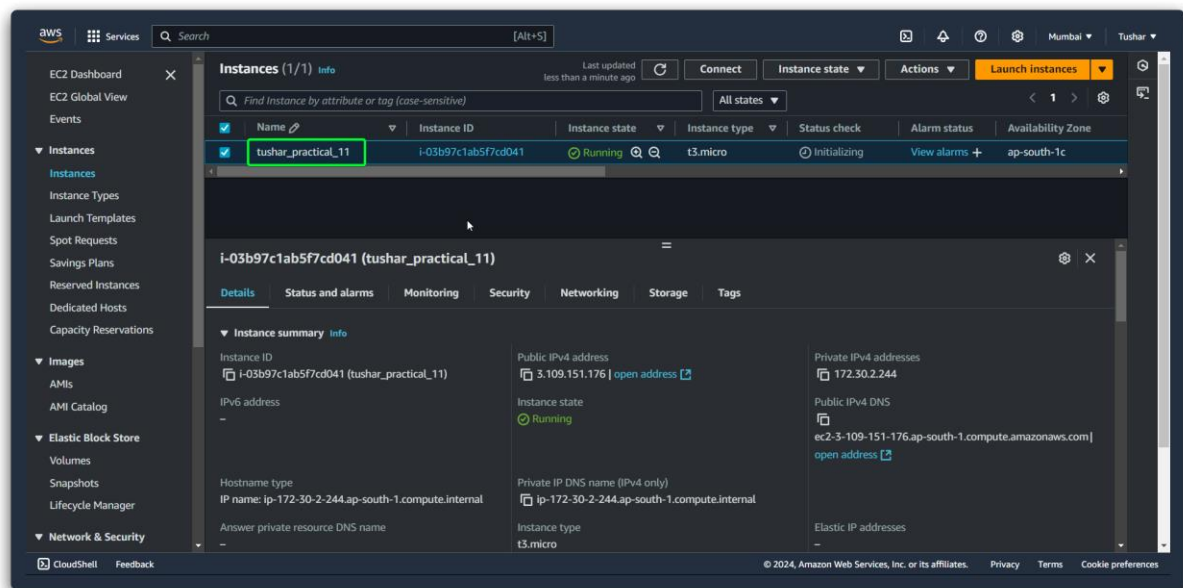 aws Services Search [Alt+S] Mumbai Tushar
EC2 Dashboard
EC2 Global View
Events
Instances
Instances
Instance Types
Launch Templates
Spot Requests
Savings Plans
Reserved Instances
Dedicated Hosts
Capacity Reservations
Images
AMIs
AMI Catalog
Elastic Block Store
Volumes
Snapshots
Lifecycle Manager
Network & Security
Instances (1/1) Info
Last updated
less than a minute ago
Connect Instance state Actions Launch instances
Find Instance by attribute or tag (case-sensitive) All states 1
Name Instance ID Instance state Instance type Status check Alarm status Availability Zone
tushar_practical_11 i-03b97c1ab5f7cd041 Running t3.micro Initializing View alarms + ap-south-1c
i-03b97c1ab5f7cd041 (tushar_practical_11)
Details Status and alarms Monitoring Security Networking Storage Tags
Instance summary Info
Instance ID Public IPv4 address Private IPv4 addresses
i-03b97c1ab5f7cd041 (tushar_practical_11) 3.109.151.176 | open address 172.30.2.244
IPv6 address Instance state Public IPv4 DNS
– Running
ec2-3-109-151-176.ap-south-1.compute.amazonaws.com |
open address
Hostname type Private IP DNS name (IPv4 only)
IP name: ip-172-30-2-244.ap-south-1.compute.internal ip-172-30-2-244.ap-south-1.compute.internal
Answer private resource DNS name Instance type Elastic IP addresses
– t3.micro –
CloudShell Feedback © 2024, Amazon Web Services, Inc. or its affiliates. Privacy Terms Cookie preferences